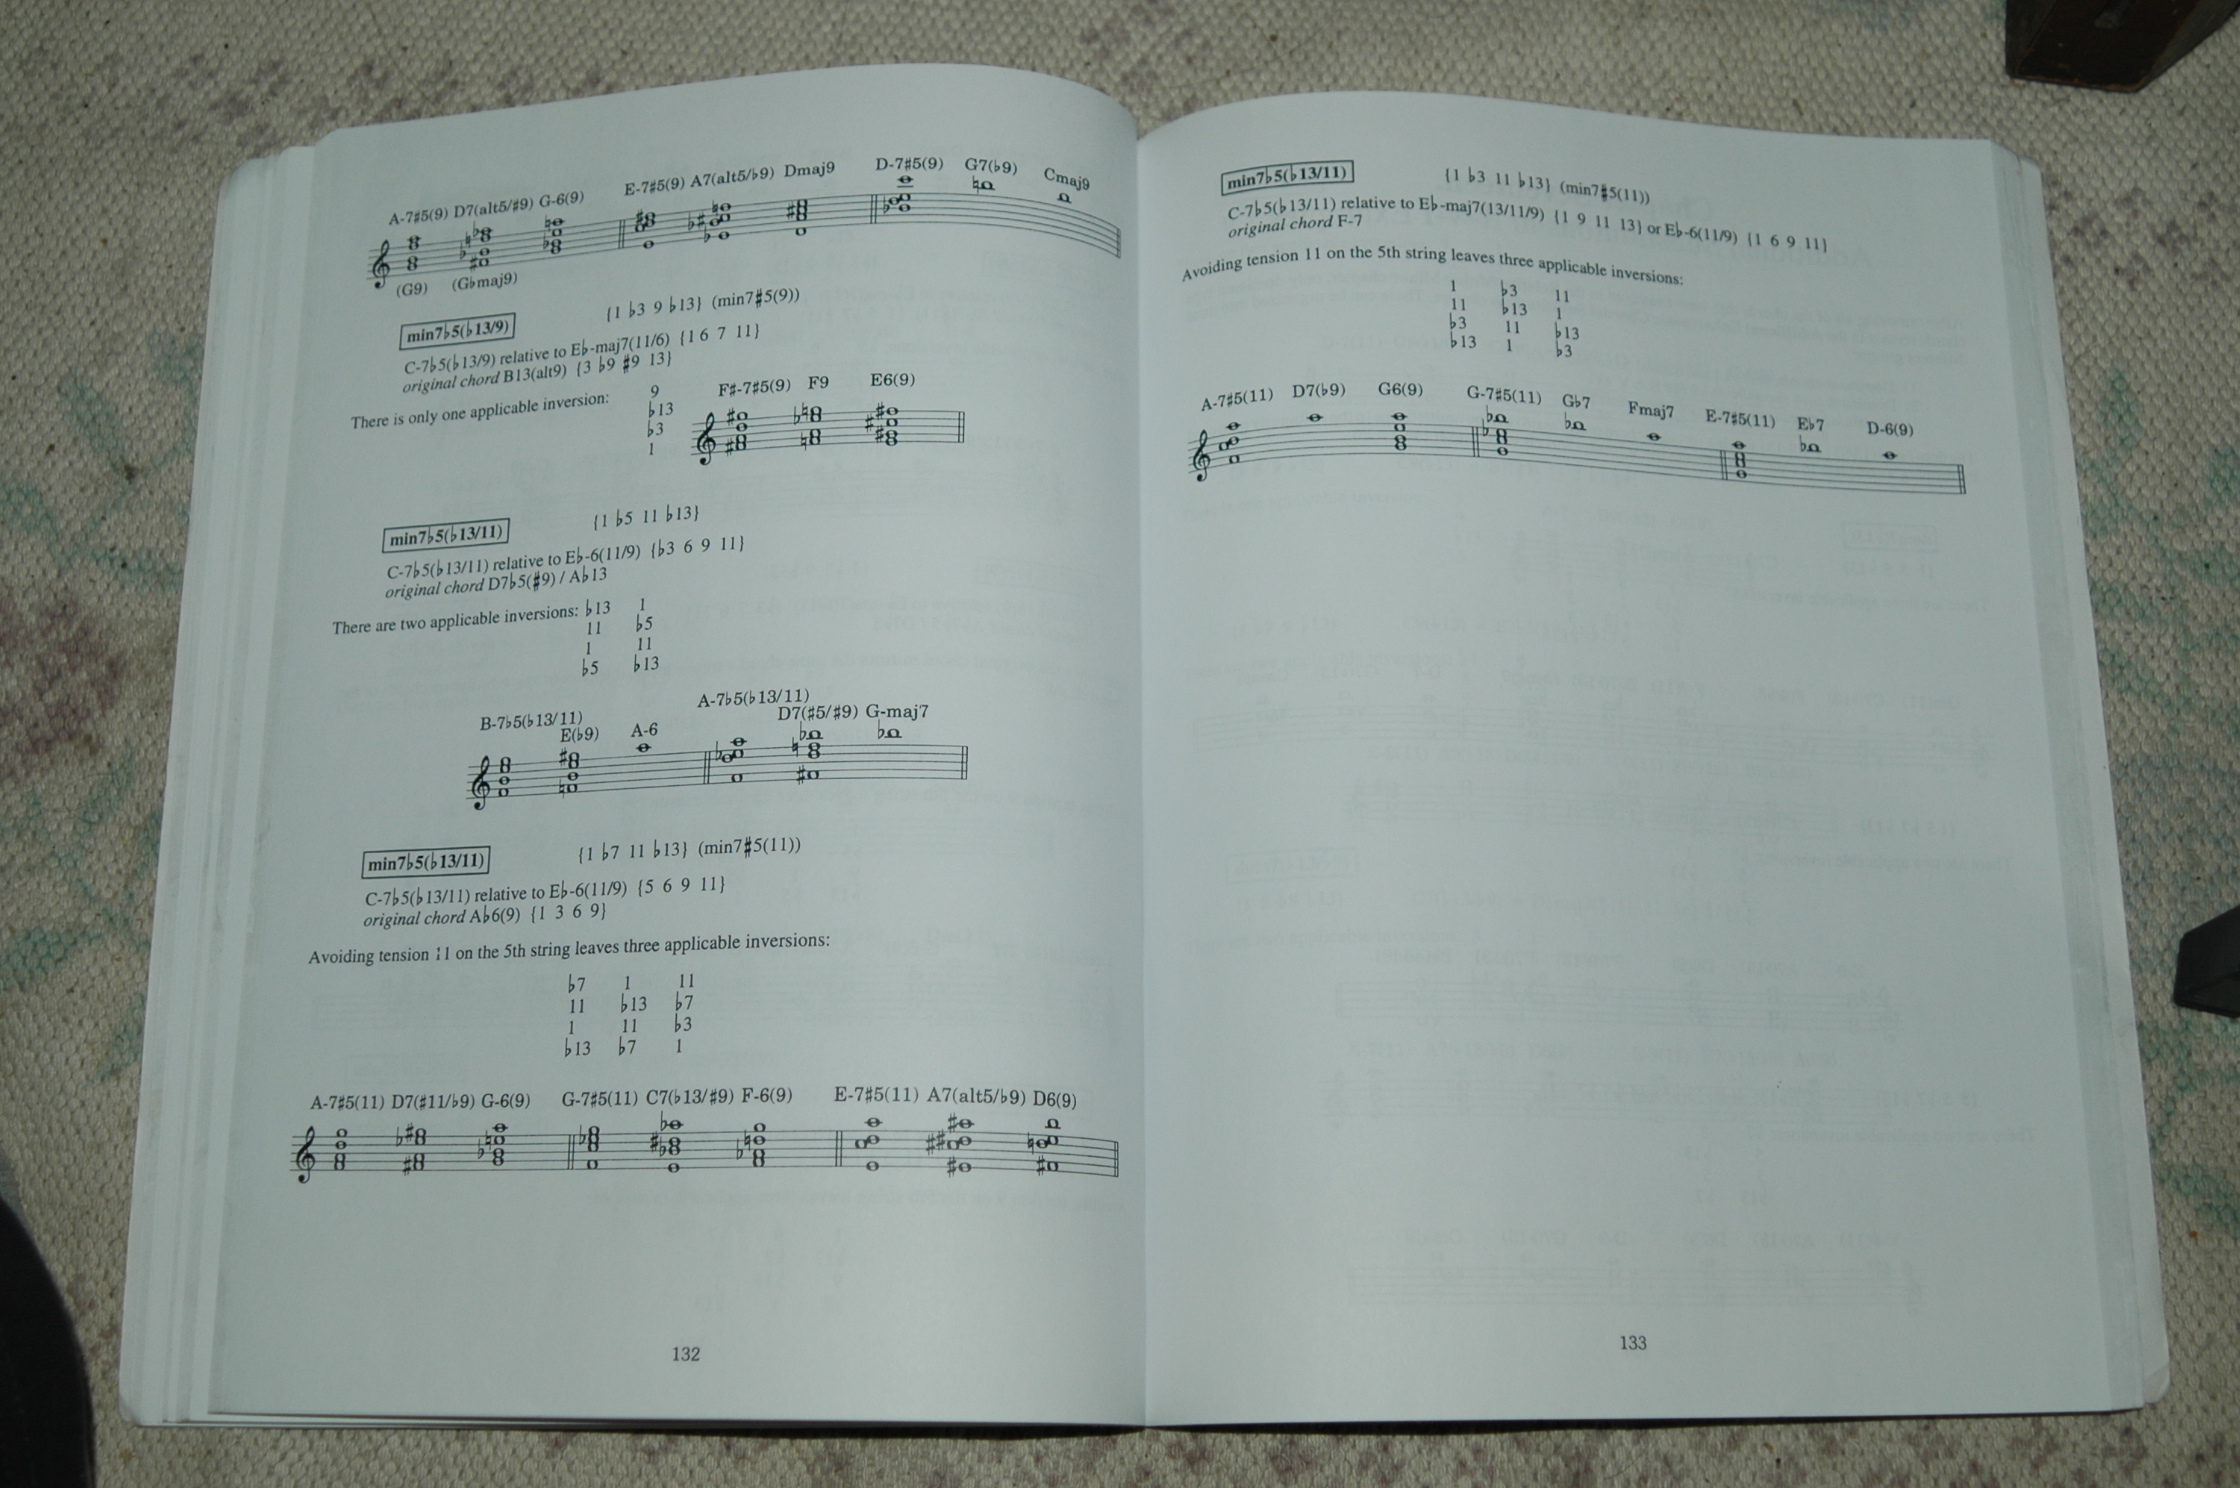 A-7♯5(9) D7(alt5/♯9) G-6(9) E-7♯5(9) A7(alt5/♭9) Dmaj9 D-7♯5(9) G7(♭9) Cmaj9
(G9) (G♭maj9)
min7♭5(♭13/9) {1 ♭3 9 ♭13} (min7♯5(9))
C-7♭5(♭13/9) relative to E♭-maj7(11/6) {1 6 7 11}
original chord B13(alt9) {3 ♭9 ♯9 13}
There is only one applicable inversion:
9
♭13
♭3
1
F♯-7♯5(9) F9 E6(9)
min7♭5(♭13/11) {1 ♭5 11 ♭13}
C-7♭5(♭13/11) relative to E♭-6(11/9) {♭3 6 9 11}
original chord D7♭5(♯9) / A♭13
There are two applicable inversions: ♭13 1
11 ♭5
1 11
♭5 ♭13
B-7♭5(♭13/11)
E(♭9) A-6
A-7♭5(♭13/11)
D7(♯5/♯9) G-maj7
min7♭5(♭13/11) {1 ♭7 11 ♭13} (min7♯5(11))
C-7♭5(♭13/11) relative to E♭-6(11/9) {5 6 9 11}
original chord A♭6(9) {1 3 6 9}
Avoiding tension 11 on the 5th string leaves three applicable inversions:
♭7 1 11
11 ♭13 ♭7
1 11 ♭3
♭13 ♭7 1
A-7♯5(11) D7(♯11/♭9) G-6(9) G-7♯5(11) C7(♭13/♯9) F-6(9) E-7♯5(11) A7(alt5/♭9) D6(9)
132
min7♭5(♭13/11) {1 ♭3 11 ♭13} (min7♯5(11))
C-7♭5(♭13/11) relative to E♭-maj7(13/11/9) {1 9 11 13} or E♭-6(11/9) {1 6 9 11}
original chord F-7
Avoiding tension 11 on the 5th string leaves three applicable inversions:
1 ♭3 11
11 ♭13 1
♭3 11 ♭13
♭13 1 ♭3
A-7♯5(11) D7(♭9) G6(9) G-7♯5(11) G♭7 Fmaj7 E-7♯5(11) E♭7 D-6(9)
133